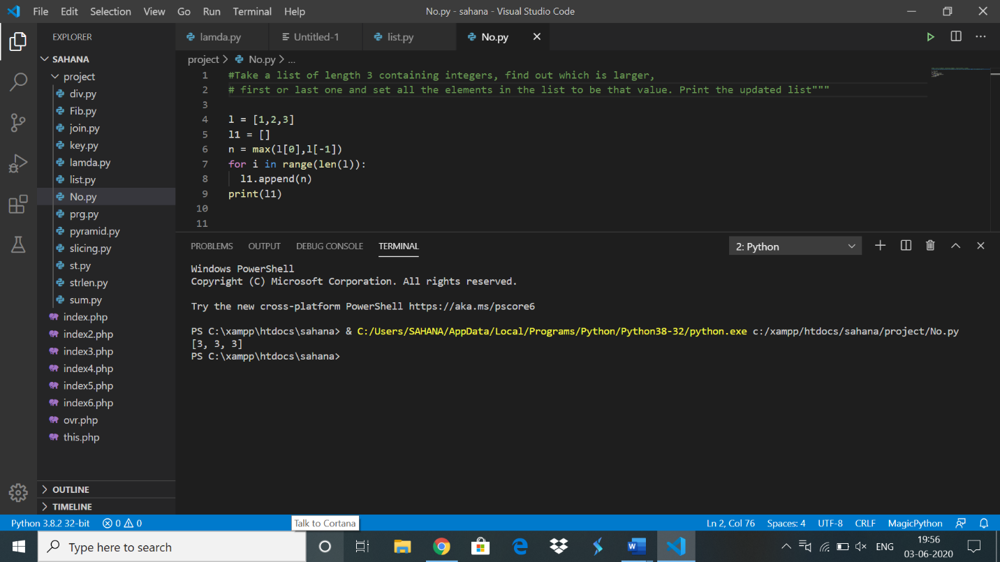 File Edit Selection View Go Run Terminal Help
No.py - sahana - Visual Studio Code
EXPLORER
SAHANA
project
div.py
Fib.py
join.py
key.py
lamda.py
list.py
No.py
prg.py
pyramid.py
slicing.py
st.py
strlen.py
sum.py
index.php
index2.php
index3.php
index4.php
index5.php
index6.php
ovr.php
this.php
OUTLINE
TIMELINE
lamda.py Untitled-1 list.py No.py
project > No.py > ...
1 #Take a list of length 3 containing integers, find out which is larger,
2 # first or last one and set all the elements in the list to be that value. Print the updated list"""
3
4 l = [1,2,3]
5 l1 = []
6 n = max(l[0],l[-1])
7 for i in range(len(l)):
8 l1.append(n)
9 print(l1)
10
11
PROBLEMS OUTPUT DEBUG CONSOLE TERMINAL 2: Python
Windows PowerShell
Copyright (C) Microsoft Corporation. All rights reserved.
Try the new cross-platform PowerShell https://aka.ms/pscore6
PS C:\xampp\htdocs\sahana> & C:/Users/SAHANA/AppData/Local/Programs/Python/Python38-32/python.exe c:/xampp/htdocs/sahana/project/No.py
[3, 3, 3]
PS C:\xampp\htdocs\sahana>
Python 3.8.2 32-bit 0 0 Talk to Cortana Ln 2, Col 76 Spaces: 4 UTF-8 CRLF MagicPython
Type here to search
ENG
19:56
03-06-2020